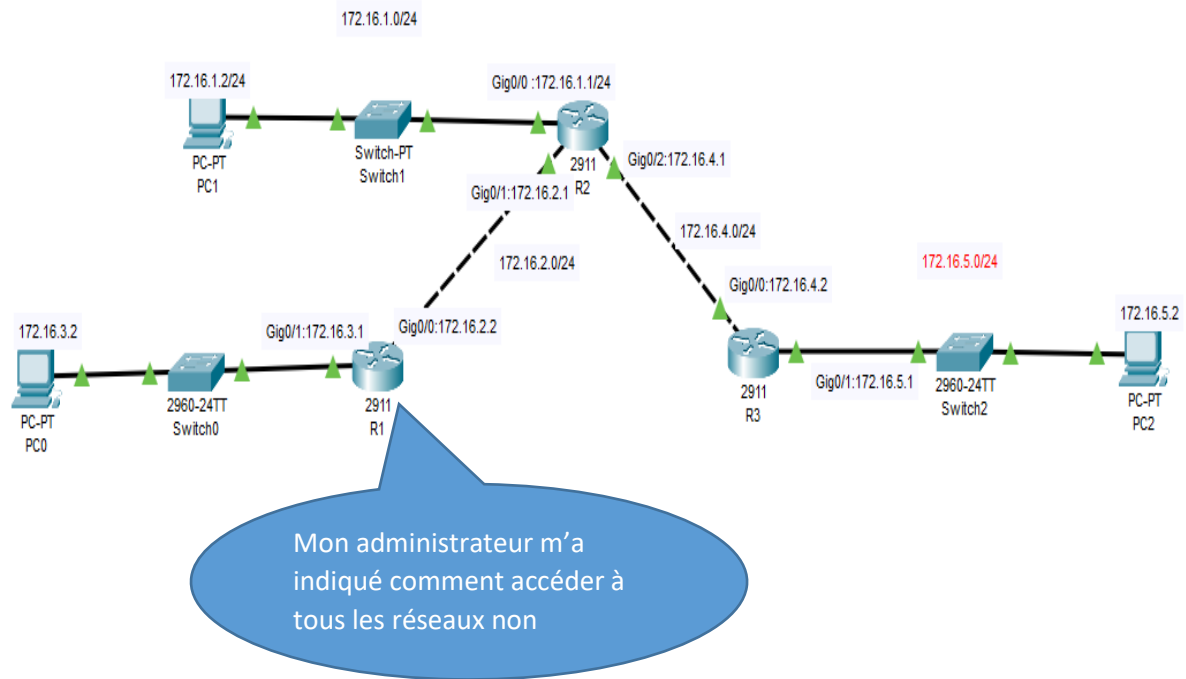 172.16.1.0/24
172.16.1.2/24
Gig0/0 :172.16.1.1/24
PC-PT
PC1
Switch-PT
Switch1
2911
R2
Gig0/2:172.16.4.1
Gig0/1:172.16.2.1
172.16.4.0/24
172.16.2.0/24
172.16.5.0/24
Gig0/0:172.16.4.2
172.16.5.2
172.16.3.2
Gig0/1:172.16.3.1
Gig0/0:172.16.2.2
PC-PT
PC0
2960-24TT
Switch0
2911
R1
2911
R3
Gig0/1:172.16.5.1
2960-24TT
Switch2
PC-PT
PC2
Mon administrateur m’a
indiqué comment accéder à
tous les réseaux non